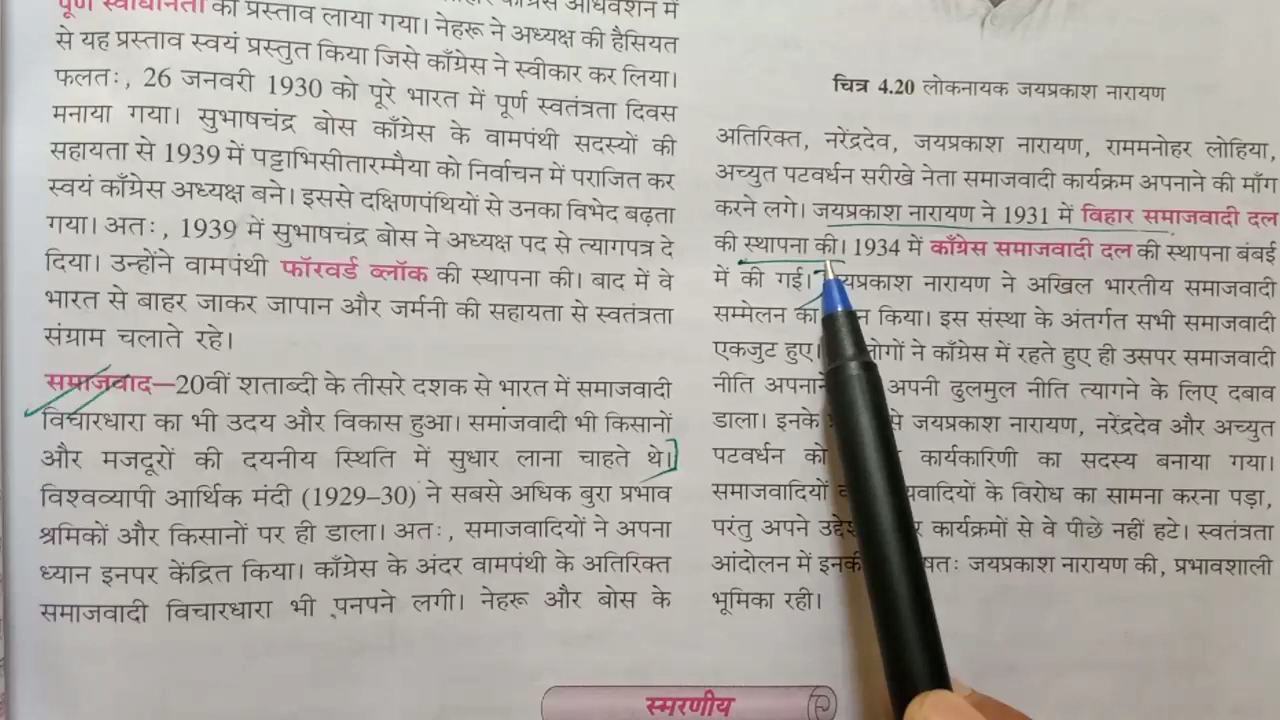 पूर्ण स्वाधीनता का प्रस्ताव लाया गया। नेहरू ने अध्यक्ष की हैसियत
से यह प्रस्ताव स्वयं प्रस्तुत किया जिसे काँग्रेस ने स्वीकार कर लिया।
फलतः, 26 जनवरी 1930 को पूरे भारत में पूर्ण स्वतंत्रता दिवस
मनाया गया। सुभाषचंद्र बोस काँग्रेस के वामपंथी सदस्यों की
सहायता से 1939 में पट्टाभिसीतारम्मैया को निर्वाचन में पराजित कर
स्वयं काँग्रेस अध्यक्ष बने। इससे दक्षिणपंथियों से उनका विभेद बढ़ता
गया। अतः, 1939 में सुभाषचंद्र बोस ने अध्यक्ष पद से त्यागपत्र दे
दिया। उन्होंने वामपंथी फॉरवर्ड ब्लॉक की स्थापना की। बाद में वे
भारत से बाहर जाकर जापान और जर्मनी की सहायता से स्वतंत्रता
संग्राम चलाते रहे।
समाजवाद—20वीं शताब्दी के तीसरे दशक से भारत में समाजवादी
विचारधारा का भी उदय और विकास हुआ। समाजवादी भी किसानों
और मजदूरों की दयनीय स्थिति में सुधार लाना चाहते थे।
विश्वव्यापी आर्थिक मंदी (1929–30) ने सबसे अधिक बुरा प्रभाव
श्रमिकों और किसानों पर ही डाला। अतः, समाजवादियों ने अपना
ध्यान इनपर केंद्रित किया। काँग्रेस के अंदर वामपंथी के अतिरिक्त
समाजवादी विचारधारा भी पनपने लगी। नेहरू और बोस के
चित्र 4.20 लोकनायक जयप्रकाश नारायण
अतिरिक्त, नरेंद्रदेव, जयप्रकाश नारायण, राममनोहर लोहिया,
अच्युत पटवर्धन सरीखे नेता समाजवादी कार्यक्रम अपनाने की माँग
करने लगे। जयप्रकाश नारायण ने 1931 में विहार समाजवादी दल
की स्थापना की। 1934 में काँग्रेस समाजवादी दल की स्थापना बंबई
में की गई। यप्रकाश नारायण ने अखिल भारतीय समाजवादी
सम्मेलन का न किया। इस संस्था के अंतर्गत सभी समाजवादी
एकजुट हुए। लोगों ने काँग्रेस में रहते हुए ही उसपर समाजवादी
नीति अपनाने अपनी ढुलमुल नीति त्यागने के लिए दबाव
डाला। इनके से जयप्रकाश नारायण, नरेंद्रदेव और अच्युत
पटवर्धन को कार्यकारिणी का सदस्य बनाया गया।
समाजवादियों यवादियों के विरोध का सामना करना पड़ा,
परंतु अपने उद्देश र कार्यक्रमों से वे पीछे नहीं हटे। स्वतंत्रता
आंदोलन में इनकी षतः जयप्रकाश नारायण की, प्रभावशाली
भूमिका रही।
स्मरणीय